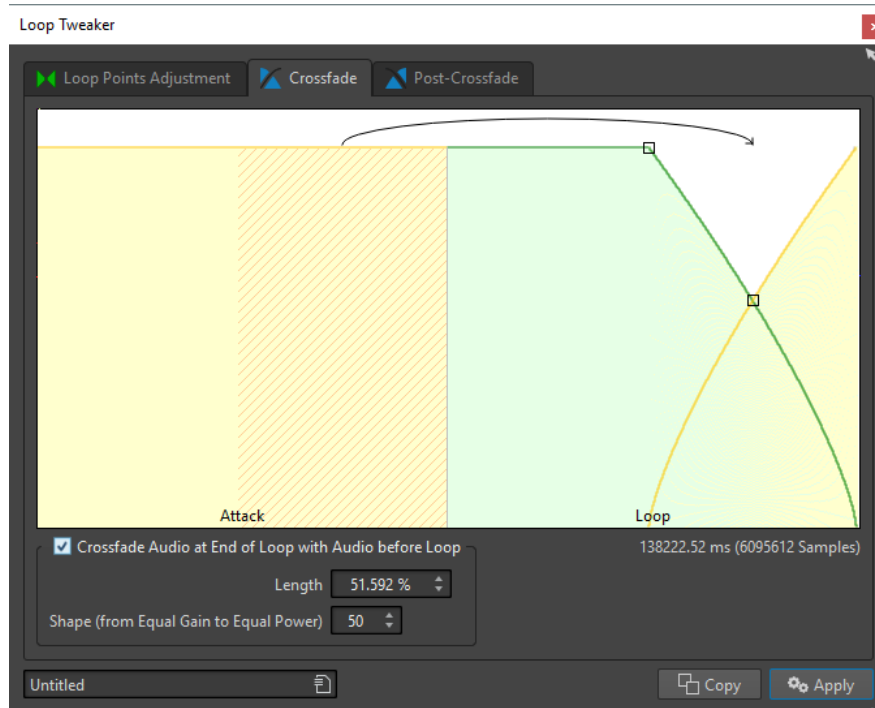 Loop Tweaker
Loop Points Adjustment Crossfade Post-Crossfade
Attack Loop
Crossfade Audio at End of Loop with Audio before Loop 138222.52 ms (6095612 Samples)
Length 51.592 %
Shape (from Equal Gain to Equal Power) 50
Untitled Copy Apply